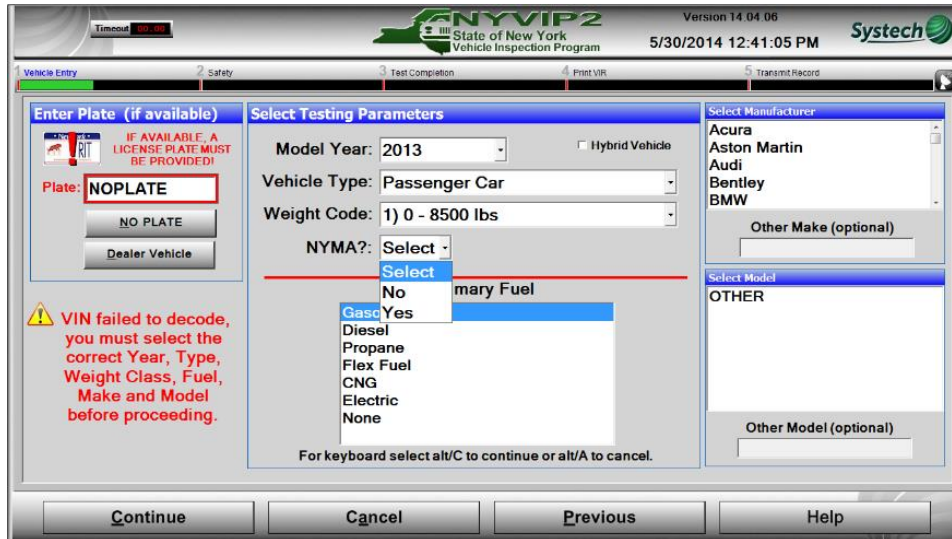 Timeout 00:00
NYVIP2
State of New York
Vehicle Inspection Program
Version 14.04.06
5/30/2014 12:41:05 PM
Systech
1 Vehicle Entry
2 Safety
3 Test Completion
4 Print VIR
5 Transmit Record
Enter Plate (if available)
RIT
IF AVAILABLE, A
LICENSE PLATE MUST
BE PROVIDED!
Plate: NOPLATE
NO PLATE
Dealer Vehicle
VIN failed to decode,
you must select the
correct Year, Type,
Weight Class, Fuel,
Make and Model
before proceeding.
Select Testing Parameters
Model Year: 2013
Hybrid Vehicle
Vehicle Type: Passenger Car
Weight Code: 1) 0 - 8500 lbs
NYMA?: Select
Select
No
Yes
mary Fuel
Gaso
Diesel
Propane
Flex Fuel
CNG
Electric
None
For keyboard select alt/C to continue or alt/A to cancel.
Select Manufacturer
Acura
Aston Martin
Audi
Bentley
BMW
Other Make (optional)
Select Model
OTHER
Other Model (optional)
Continue
Cancel
Previous
Help